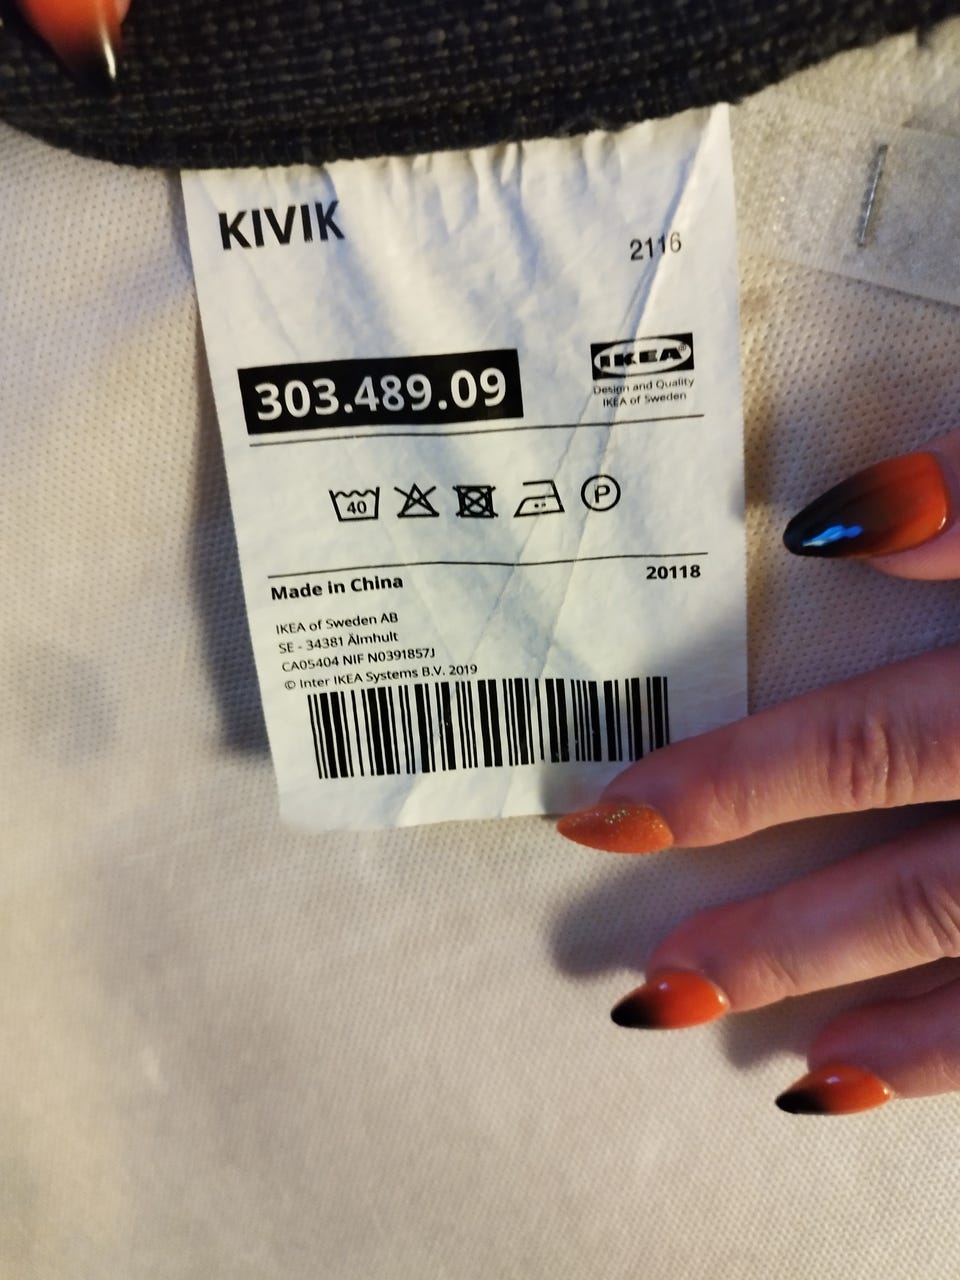 KIVIK
2116
303.489.09
IKEA®
Design and Quality
IKEA of Sweden
40
P
Made in China
20118
IKEA of Sweden AB
SE - 34381 Älmhult
CA05404 NIF N0391857J
© Inter IKEA Systems B.V. 2019